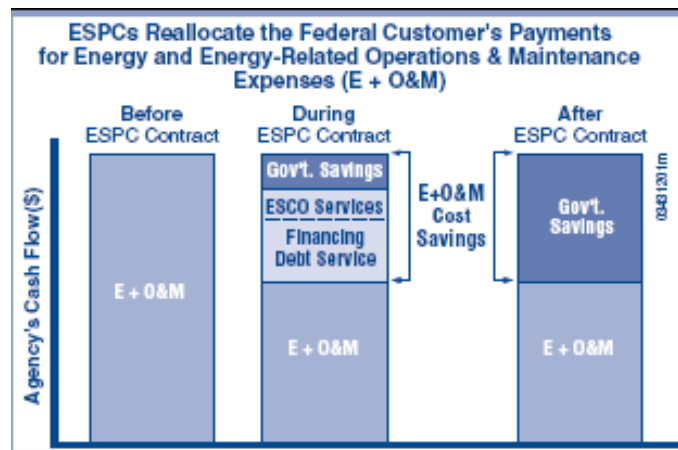 ESPCs Reallocate the Federal Customer's Payments
for Energy and Energy-Related Operations & Maintenance
Expenses (E + O&M)
Before
ESPC Contract
During
ESPC Contract
After
ESPC Contract
Agency's Cash Flow($)
E + O&M
Gov't. Savings
ESCO Services
Financing
Debt Service
E + O&M
E+O&M
Cost
Savings
Gov't.
Savings
E + O&M
03431201m